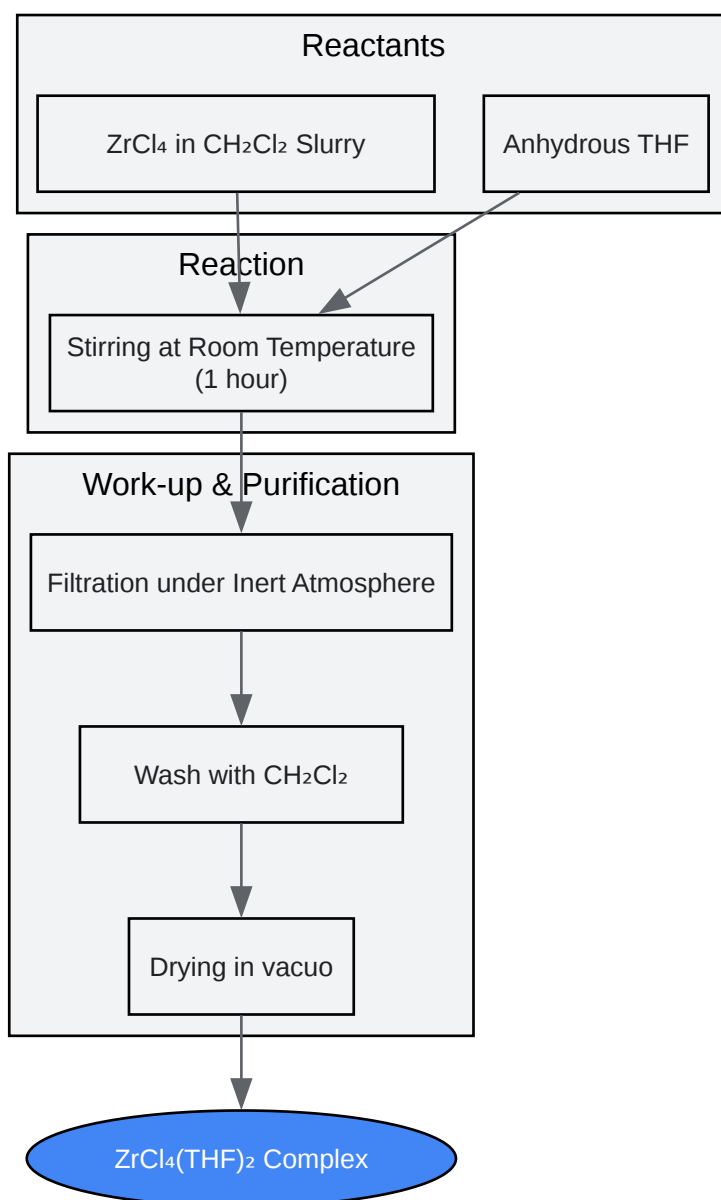 Reactants
ZrCl₄ in CH₂Cl₂ Slurry
Anhydrous THF
Reaction
Stirring at Room Temperature
(1 hour)
Work-up & Purification
Filtration under Inert Atmosphere
Wash with CH₂Cl₂
Drying in vacuo
ZrCl₄(THF)₂ Complex